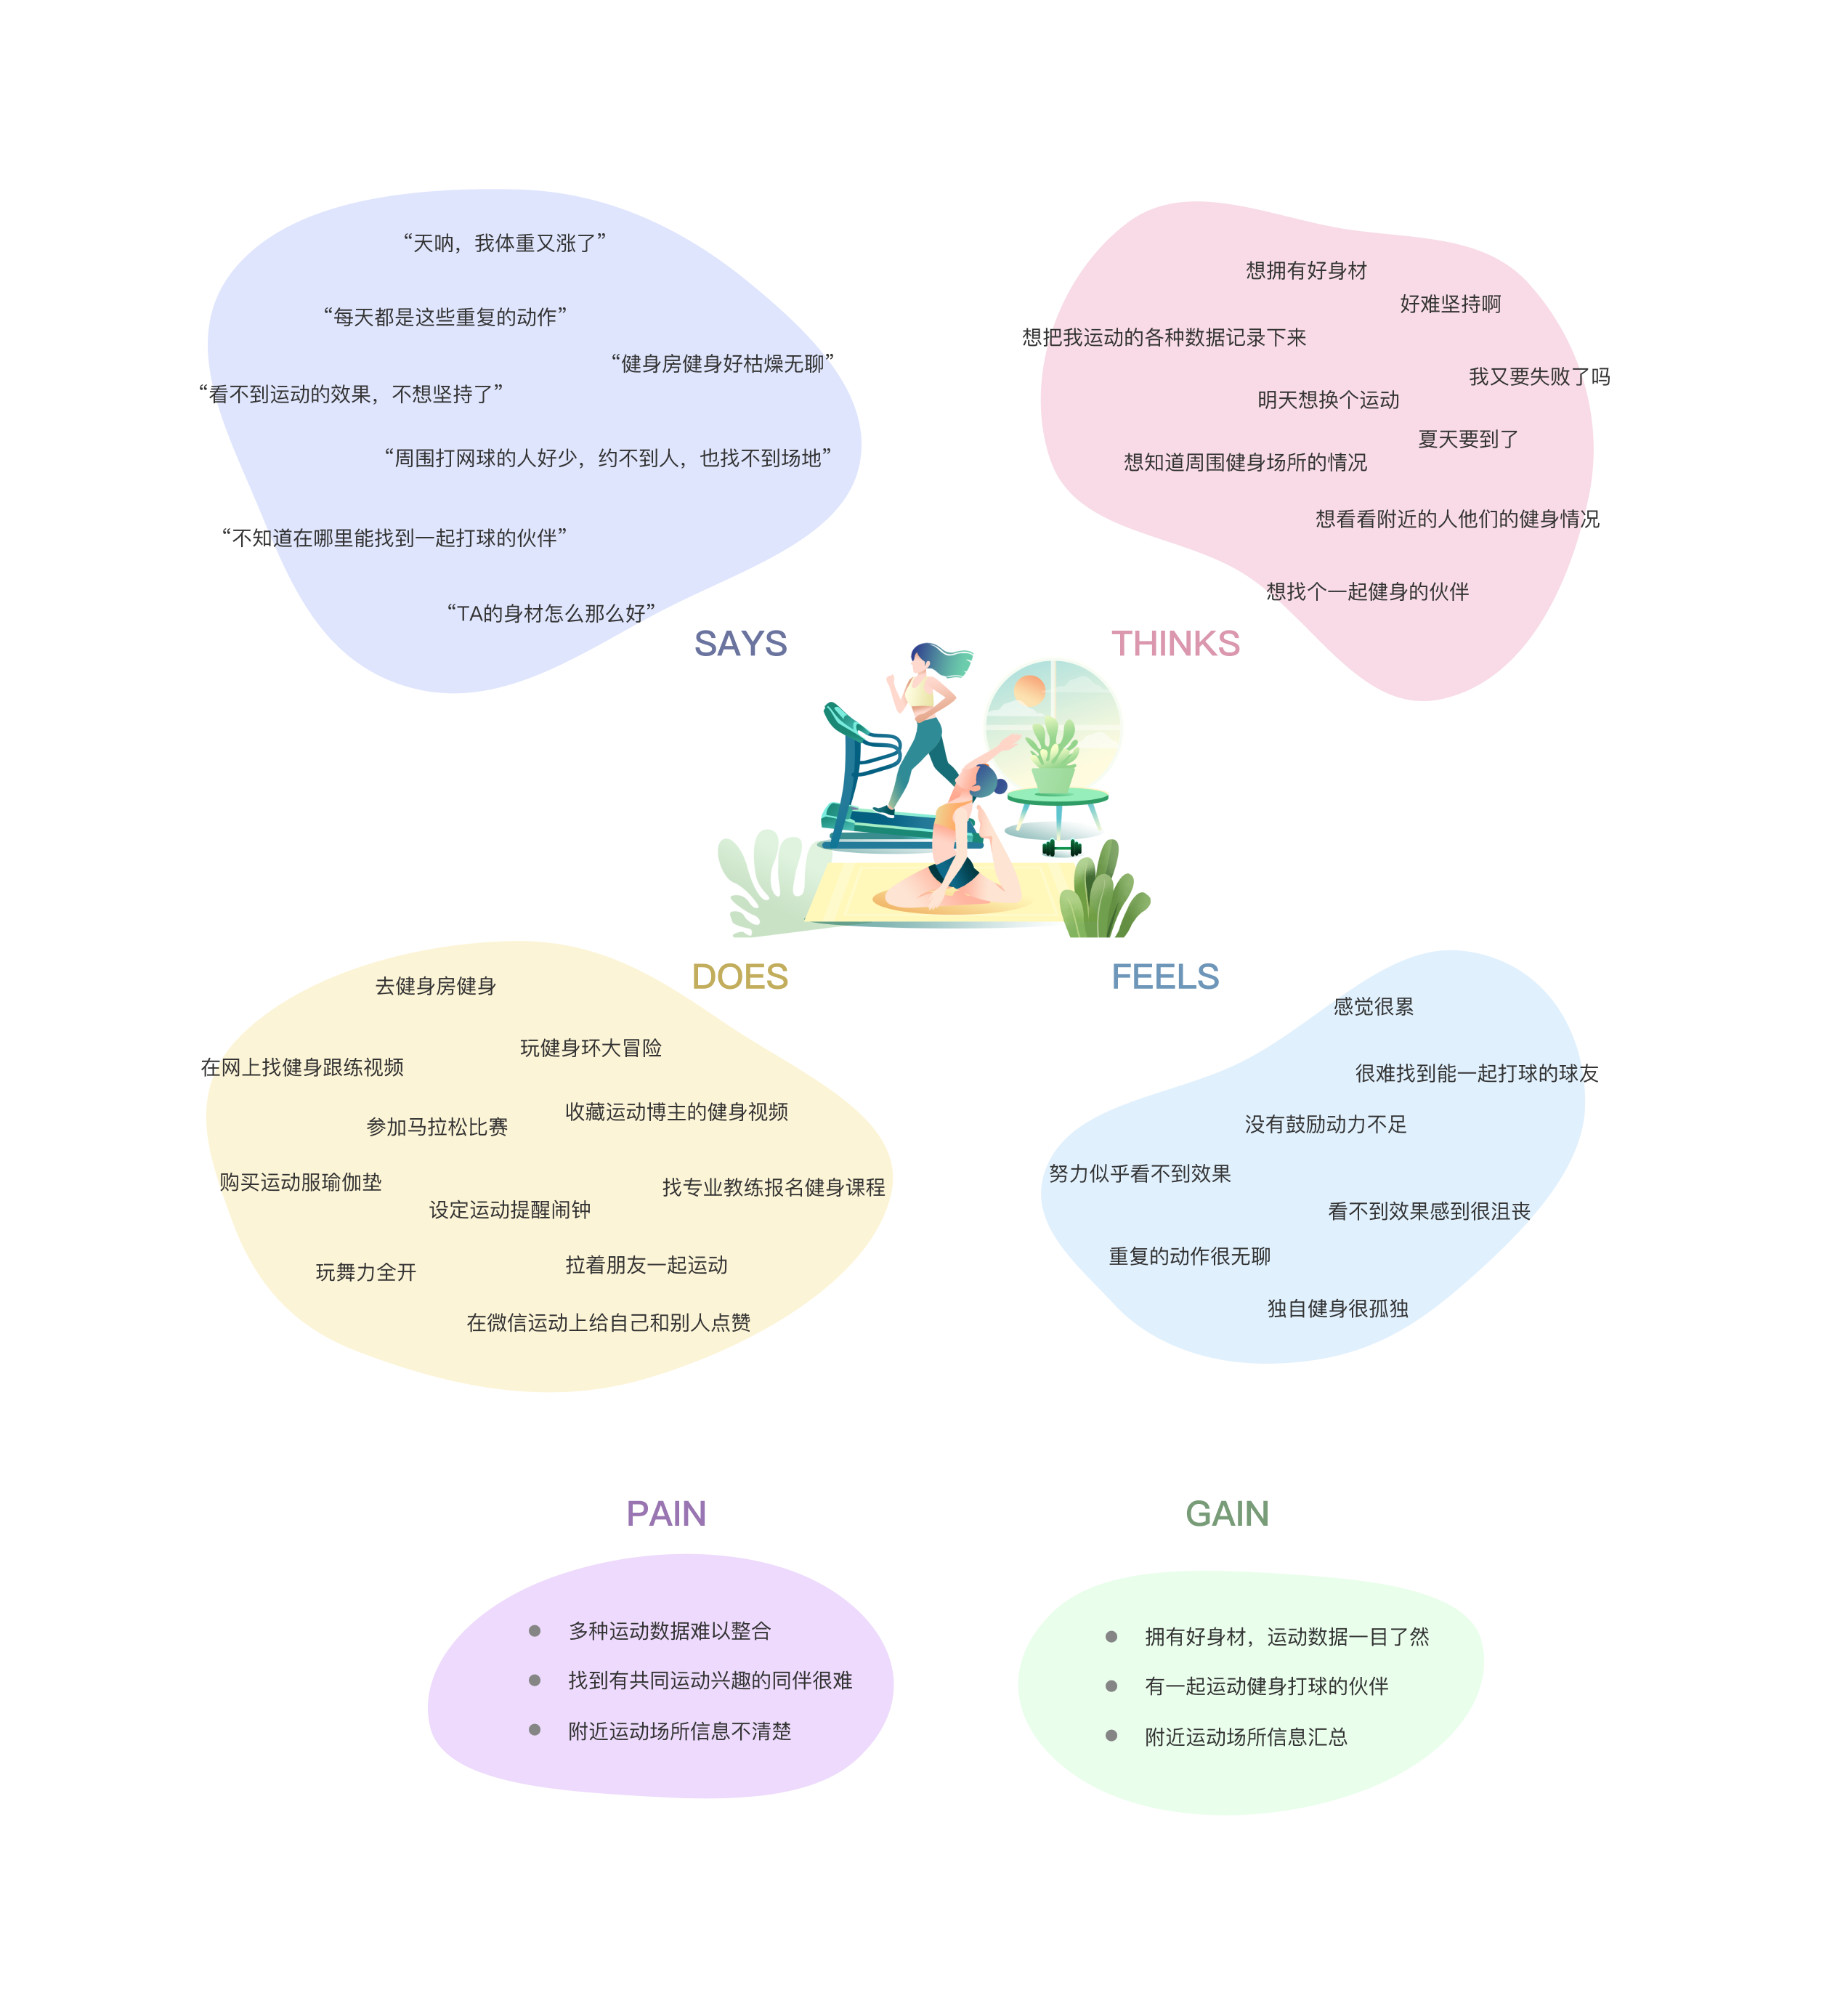 “天呐，我体重又涨了”
“每天都是这些重复的动作”
“健身房健身好枯燥无聊”
“看不到运动的效果，不想坚持了”
“周围打网球的人好少，约不到人，也找不到场地”
“不知道在哪里能找到一起打球的伙伴”
“TA的身材怎么那么好”
SAYS
想拥有好身材
好难坚持啊
想把我运动的各种数据记录下来
我又要失败了吗
明天想换个运动
夏天要到了
想知道周围健身场所的情况
想看看附近的人他们的健身情况
想找个一起健身的伙伴
THINKS
DOES
去健身房健身
玩健身环大冒险
在网上找健身跟练视频
收藏运动博主的健身视频
参加马拉松比赛
购买运动服瑜伽垫
找专业教练报名健身课程
设定运动提醒闹钟
拉着朋友一起运动
玩舞力全开
在微信运动上给自己和别人点赞
FEELS
感觉很累
很难找到能一起打球的球友
没有鼓励动力不足
努力似乎看不到效果
看不到效果感到很沮丧
重复的动作很无聊
独自健身很孤独
PAIN
● 多种运动数据难以整合
● 找到有共同运动兴趣的同伴很难
● 附近运动场所信息不清楚
GAIN
● 拥有好身材，运动数据一目了然
● 有一起运动健身打球的伙伴
● 附近运动场所信息汇总